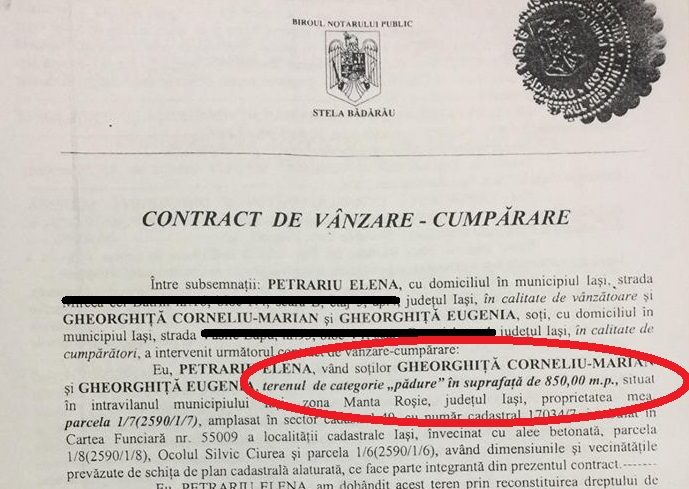 BIROUL NOTARULUI PUBLIC
STELA BĂDĂRĂU
BĂDĂRĂU
CONTRACT DE VÂNZARE - CUMPĂRARE
Între subsemnații: PETRARIU ELENA, cu domiciliul în municipiul Iași, strada
județul Iași, în calitate de vânzătoare și
GHEORGHIȚĂ CORNELIU-MARIAN și GHEORGHIȚĂ EUGENIA, soți, cu domiciliul în
municipiul Iași, strada județul Iași, în calitate de
cumpărători, a intervenit următorul contract de vânzare-cumpărare:
Eu, PETRARIU ELENA, vând soților GHEORGHIȚĂ CORNELIU-MARIAN
și GHEORGHIȚĂ EUGENIA, terenul de categorie „pădure” în suprafață de 850,00 m.p., situat
în intravilanul municipiului zona Manta Roșie, județul Iași, proprietatea mea
parcela 1/7(2590/1/7), amplasat în sector cadastral 49 cu număr cadastral 17034/7
Cartea Funciară nr. 55009 a localității cadastrale Iași, învecinat cu alee betonată, parcela
1/8(2590/1/8), Ocolul Silvic Ciurea și parcela 1/6(2590/1/6), având dimensiunile și vecinătățile
prevăzute de schița de plan cadastrală alăturată, ce face parte integrantă din prezentul contract.-------
Eu, PETRARIU ELENA, am dobândit acest teren prin reconstituirea dreptului de